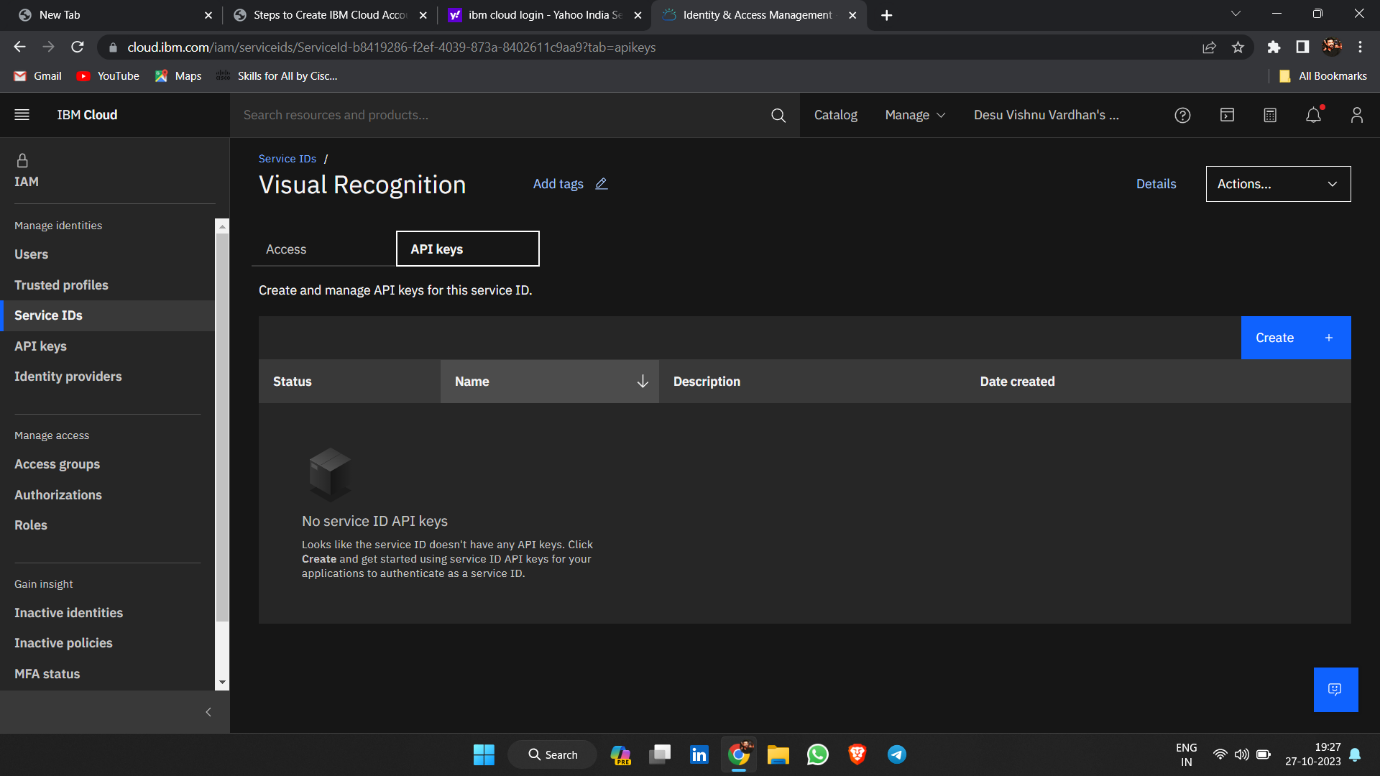 New Tab
Steps to Create IBM Cloud Accou
ibm cloud login - Yahoo India Se
Identity & Access Management -
cloud.ibm.com/iam/serviceids/ServiceId-b8419286-f2ef-4039-873a-8402611c9aa9?tab=apikeys
Gmail
YouTube
Maps
Skills for All by Cisc...
All Bookmarks
IBM Cloud
Search resources and products...
Catalog
Manage
Desu Vishnu Vardhan's ...
IAM
Manage identities
Users
Trusted profiles
Service IDs
API keys
Identity providers
Manage access
Access groups
Authorizations
Roles
Gain insight
Inactive identities
Inactive policies
MFA status
Service IDs /
Visual Recognition
Add tags
Details
Actions...
Access
API keys
Create and manage API keys for this service ID.
Create +
Status
Name
Description
Date created
No service ID API keys
Looks like the service ID doesn't have any API keys. Click
Create and get started using service ID API keys for your
applications to authenticate as a service ID.
Search
PRE
ENG
IN
19:27
27-10-2023